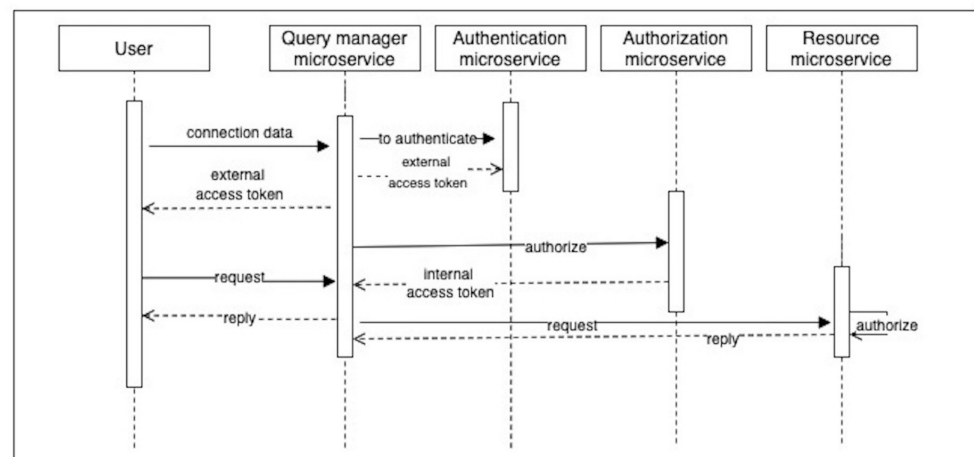 User
Query manager
microservice
Authentication
microservice
Authorization
microservice
Resource
microservice
connection data
to authenticate
external
access token
external
access token
authorize
request
internal
access token
reply
request
reply
authorize